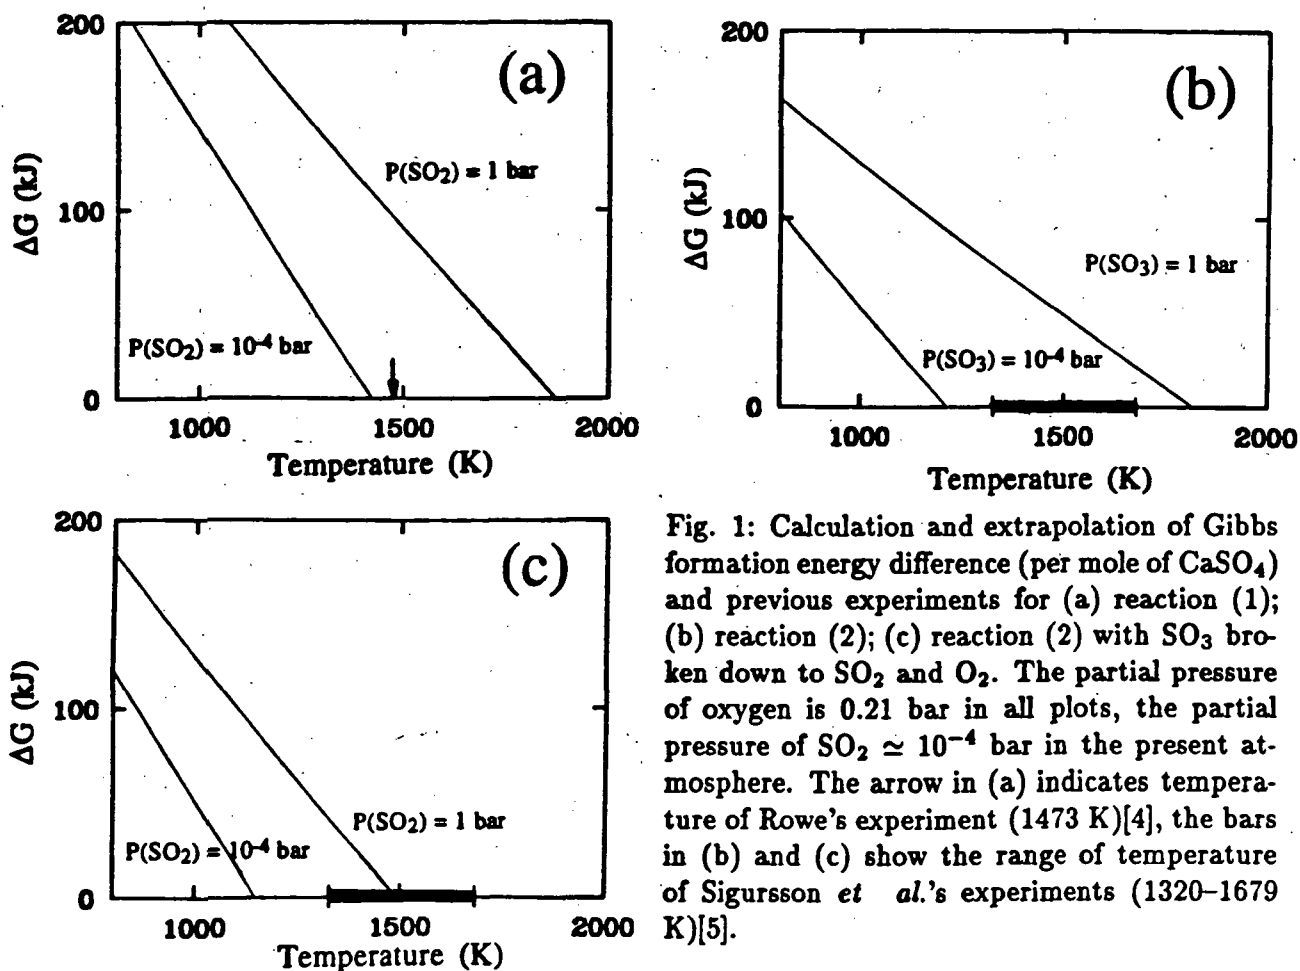 200
100
0
ΔG (kJ)
(a)
P(SO₂) = 1 bar
P(SO₂) = 10⁻⁴ bar
1000
1500
2000
Temperature (K)
200
100
0
ΔG (kJ)
(b)
P(SO₃) = 1 bar
P(SO₃) = 10⁻⁴ bar
1000
1500
2000
Temperature (K)
200
100
0
ΔG (kJ)
(c)
P(SO₂) = 1 bar
P(SO₂) = 10⁻⁴ bar
1000
1500
2000
Temperature (K)
Fig. 1: Calculation and extrapolation of Gibbs
formation energy difference (per mole of CaSO₄)
and previous experiments for (a) reaction (1);
(b) reaction (2); (c) reaction (2) with SO₃ bro-
ken down to SO₂ and O₂. The partial pressure
of oxygen is 0.21 bar in all plots, the partial
pressure of SO₂ ≃ 10⁻⁴ bar in the present at-
mosphere. The arrow in (a) indicates tempera-
ture of Rowe's experiment (1473 K)[4], the bars
in (b) and (c) show the range of temperature
of Sigursson et al.'s experiments (1320–1679
K)[5].